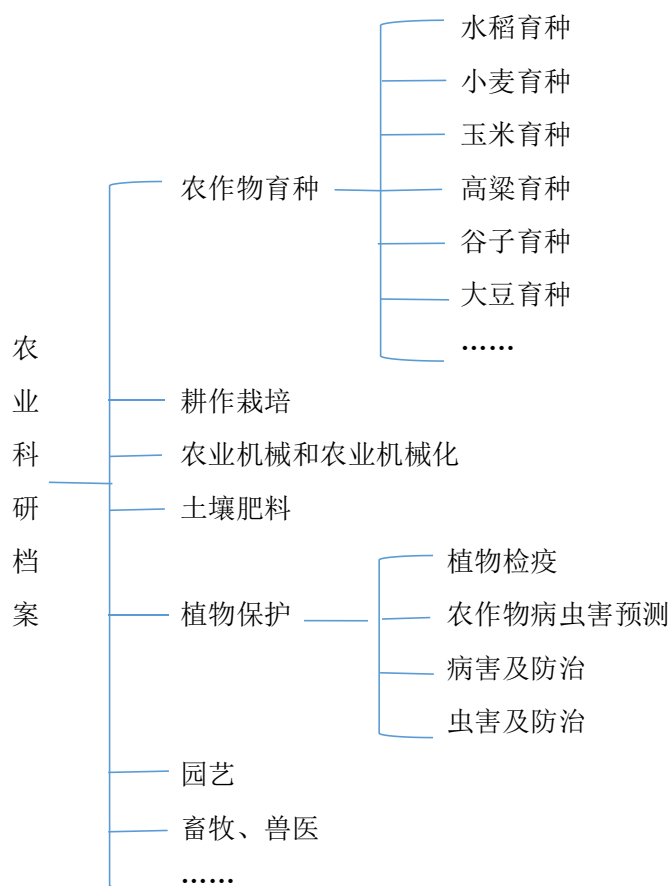 农业科研档案
农作物育种
水稻育种
小麦育种
玉米育种
高粱育种
谷子育种
大豆育种
……
耕作栽培
农业机械和农业机械化
土壤肥料
植物保护
植物检疫
农作物病虫害预测
病害及防治
虫害及防治
园艺
畜牧、兽医
……